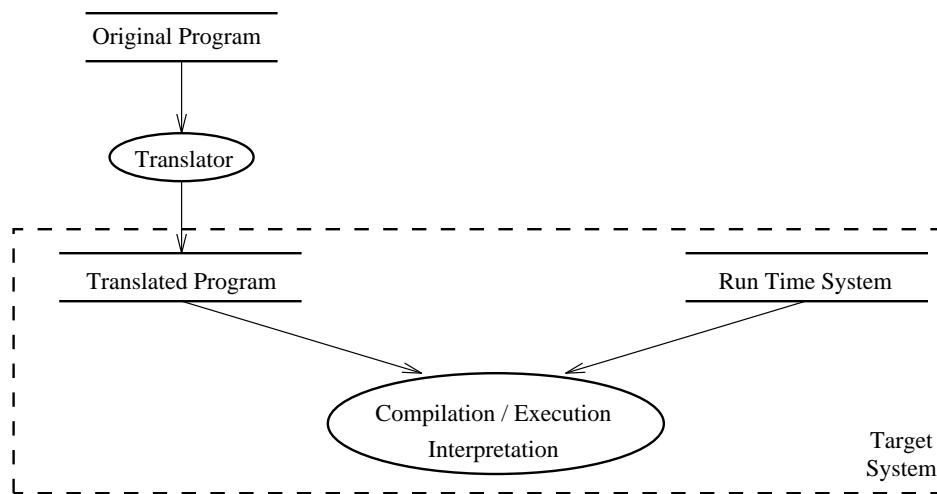 Original Program
Translator
Translated Program
Run Time System
Compilation / Execution
Interpretation
Target
System